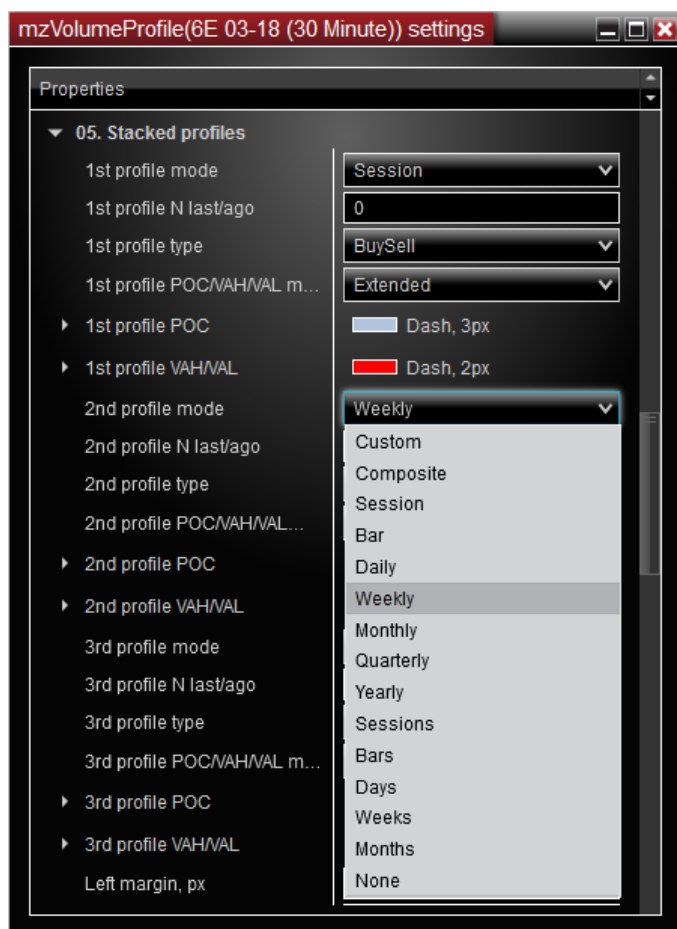 mzVolumeProfile(6E 03-18 (30 Minute)) settings
Properties
05. Stacked profiles
1st profile mode Session
1st profile N last/ago 0
1st profile type BuySell
1st profile POC/VAH/VAL m... Extended
1st profile POC Dash, 3px
1st profile VAH/VAL Dash, 2px
2nd profile mode Weekly
2nd profile N last/ago Custom
Composite
2nd profile type Session
2nd profile POC/VAH/VAL... Bar
2nd profile POC Daily
2nd profile VAH/VAL Weekly
3rd profile mode Monthly
Quarterly
3rd profile N last/ago Yearly
3rd profile type Sessions
3rd profile POC/VAH/VAL m... Bars
3rd profile POC Days
Weeks
3rd profile VAH/VAL Months
Left margin, px None